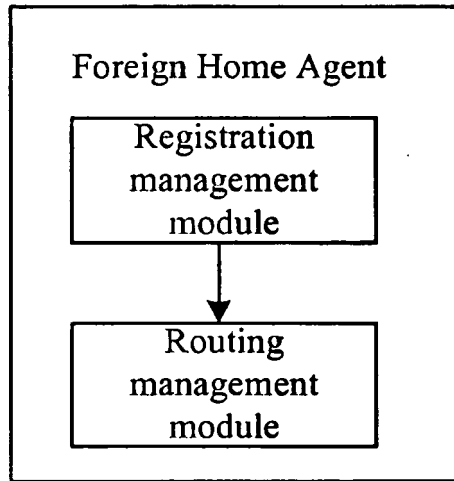 Foreign Home Agent
Registration
management
module
Routing
management
module